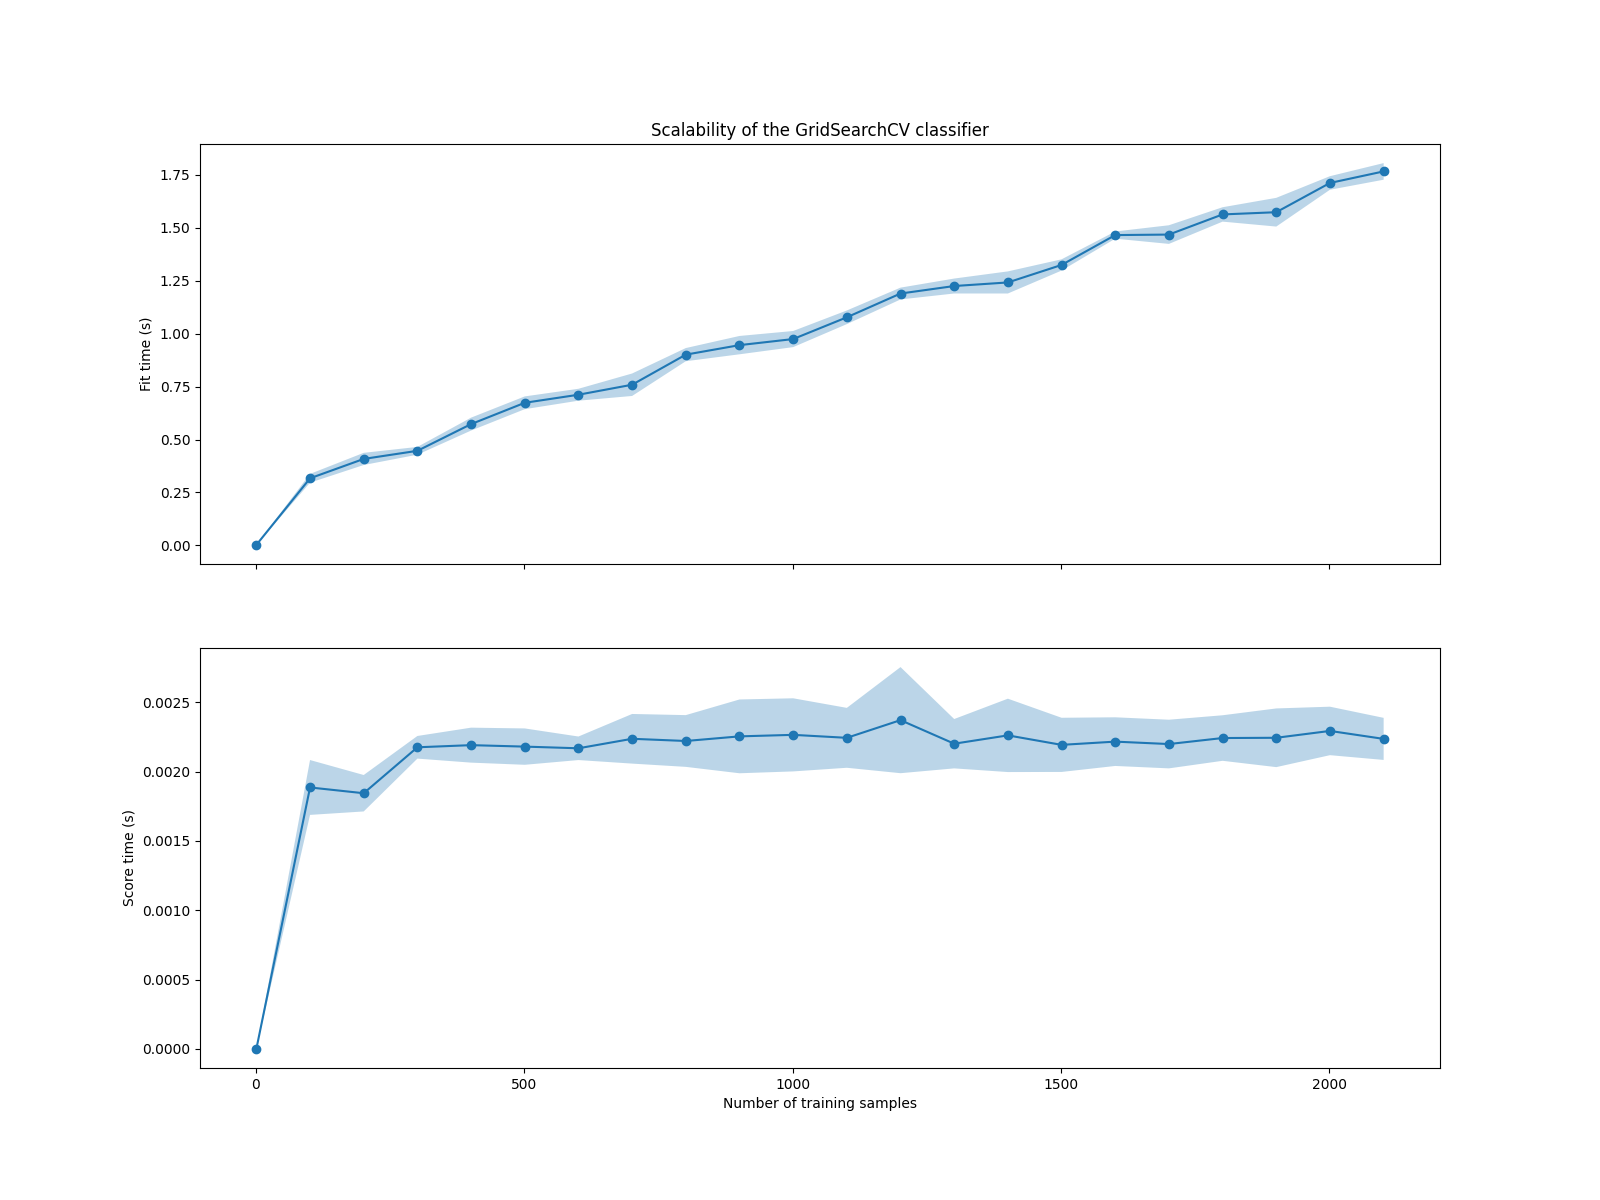 Scalability of the GridSearchCV classifier
1.75
1.50
1.25
1.00
0.75
0.50
0.25
0.00
Fit time (s)
0.0025
0.0020
0.0015
0.0010
0.0005
0.0000
Score time (s)
0 500 1000 1500 2000
Number of training samples